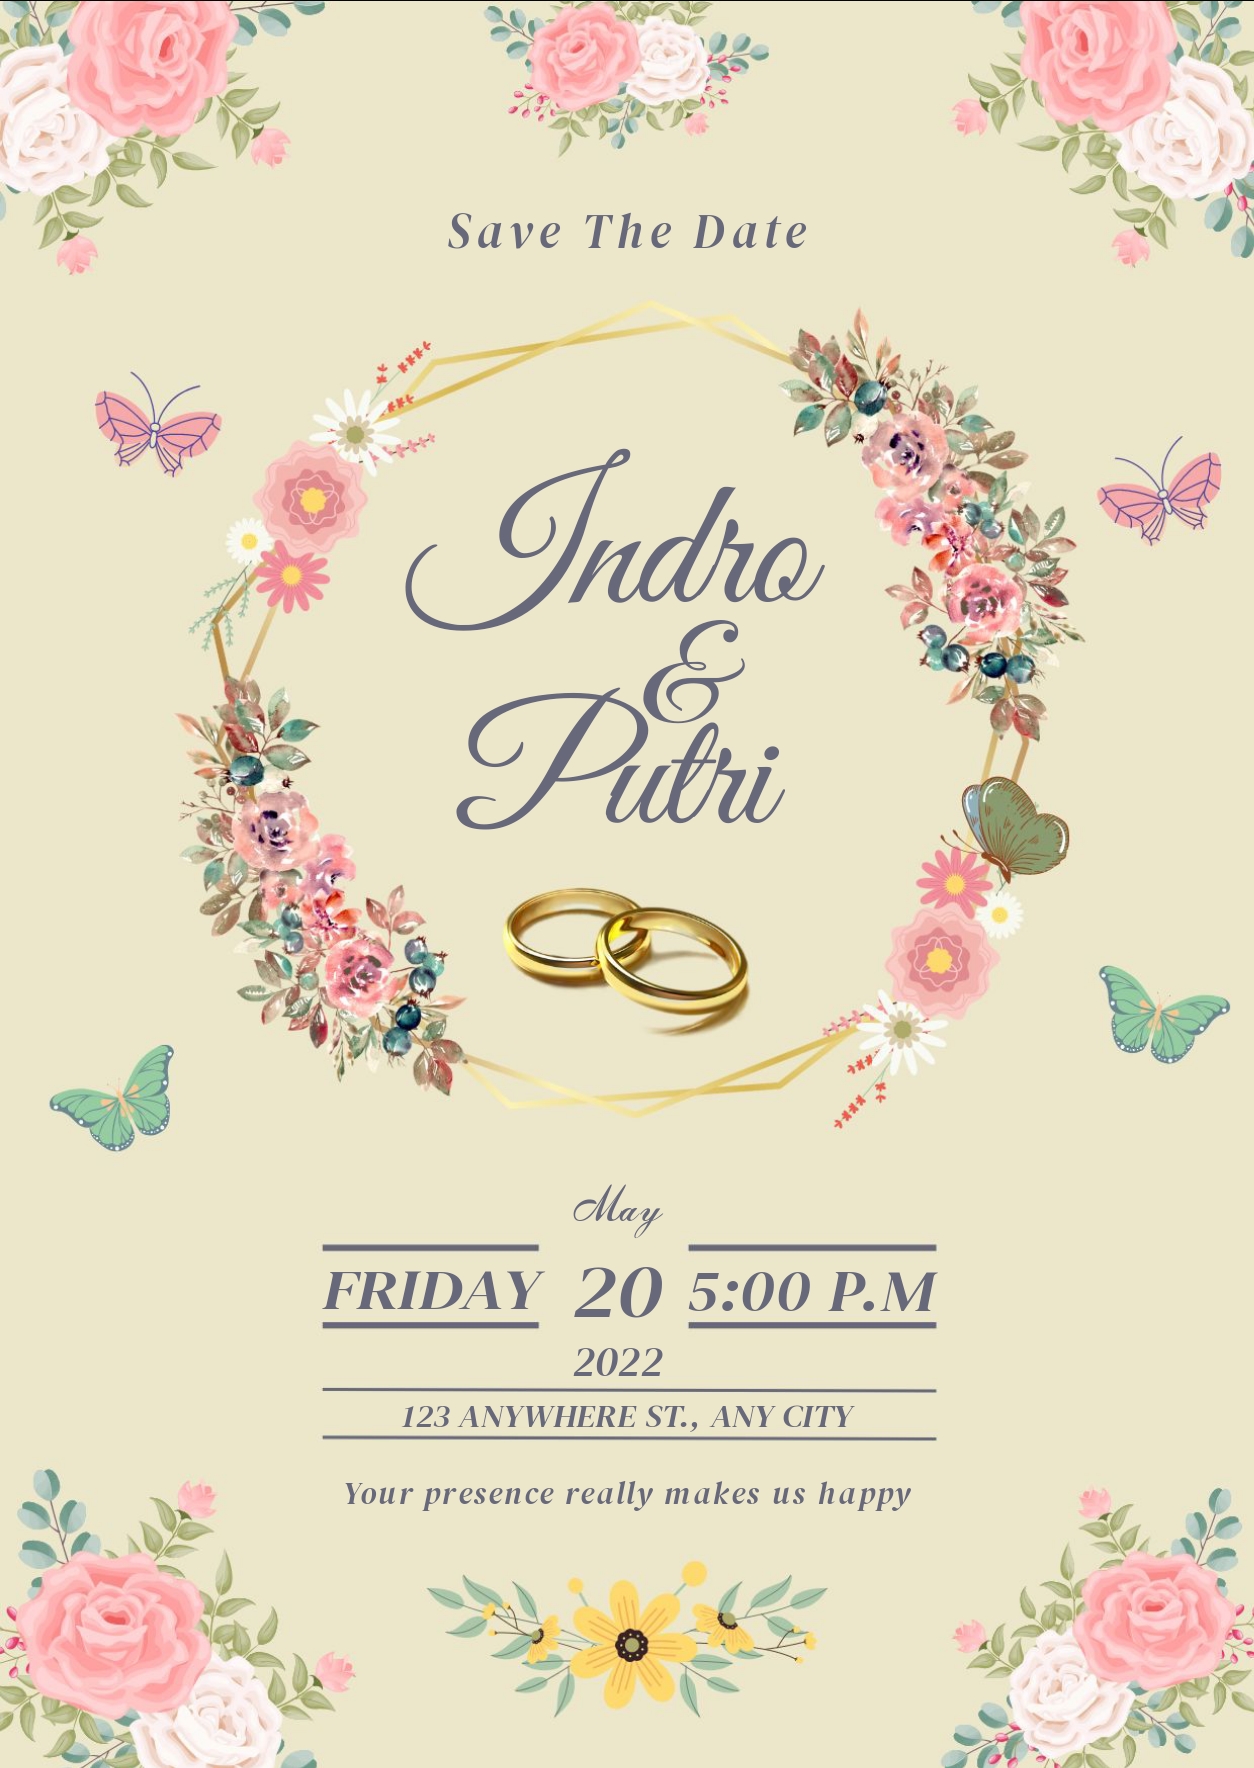 Save The Date
Indro
&
Putri
May
FRIDAY 20 5:00 P.M
2022
123 ANYWHERE ST., ANY CITY
Your presence really makes us happy